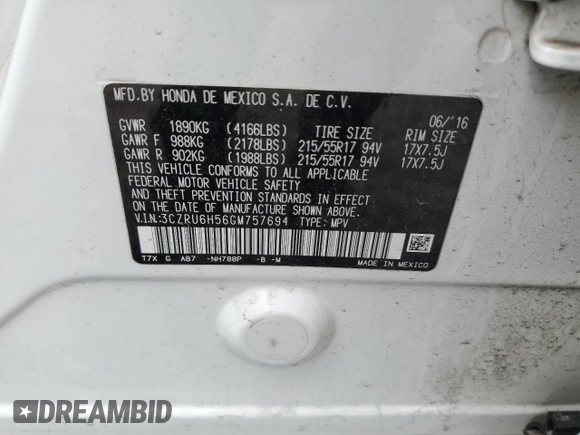 MFD.BY HONDA DE MEXICO S.A. DE C.V.
06/'16
GVWR 1890KG (4166LBS) TIRE SIZE RIM SIZE
GAWR F 988KG (2178LBS) 215/55R17 94V 17X7.5J
GAWR R 902KG (1988LBS) 215/55R17 94V 17X7.5J
THIS VEHICLE CONFORMS TO ALL APPLICABLE
FEDERAL MOTOR VEHICLE SAFETY
AND THEFT PREVENTION STANDARDS IN EFFECT ON
THE DATE OF MANUFACTURE SHOWN ABOVE.
V.I.N:3CZRU6H56GM757694 TYPE: MPV
T7X G AB7 -NH788P -B -M MADE IN MEXICO
DREAMBID